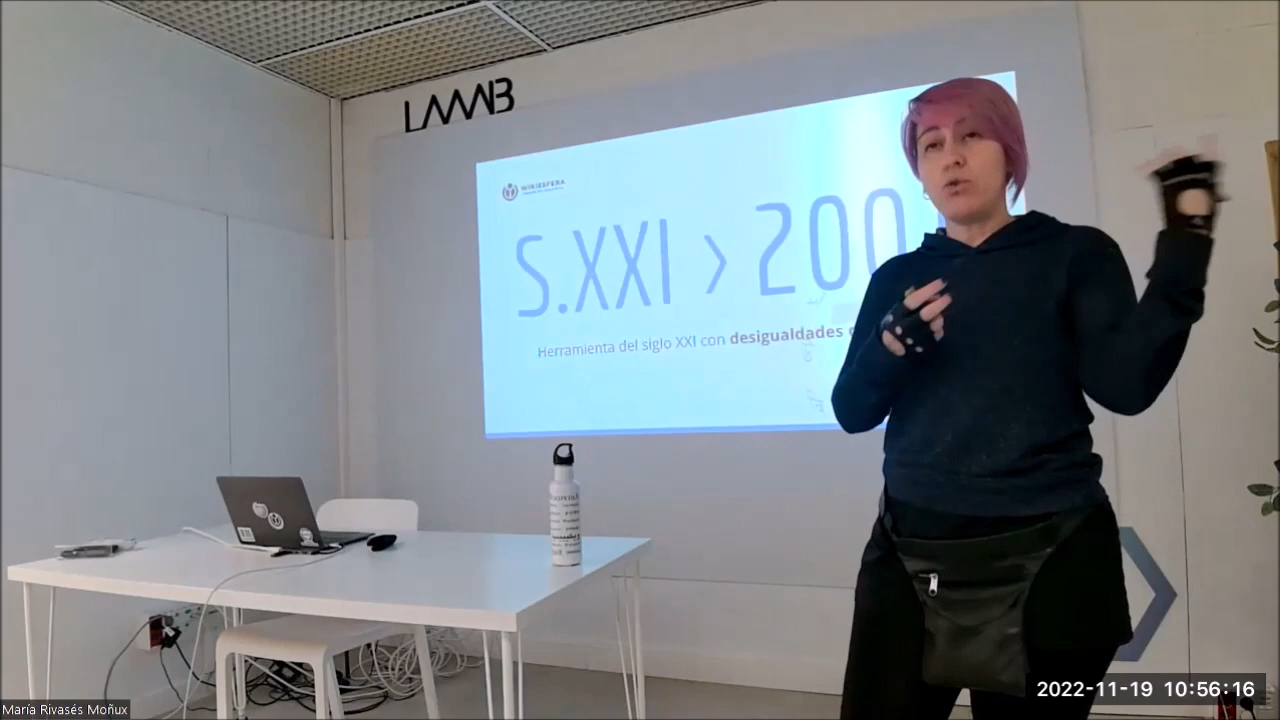 LAAAB
WIKIESFERA
S.XXI > 200
Herramienta del siglo XXI con desigualdades
María Rivasés Moñux
2022-11-19 10:56:16